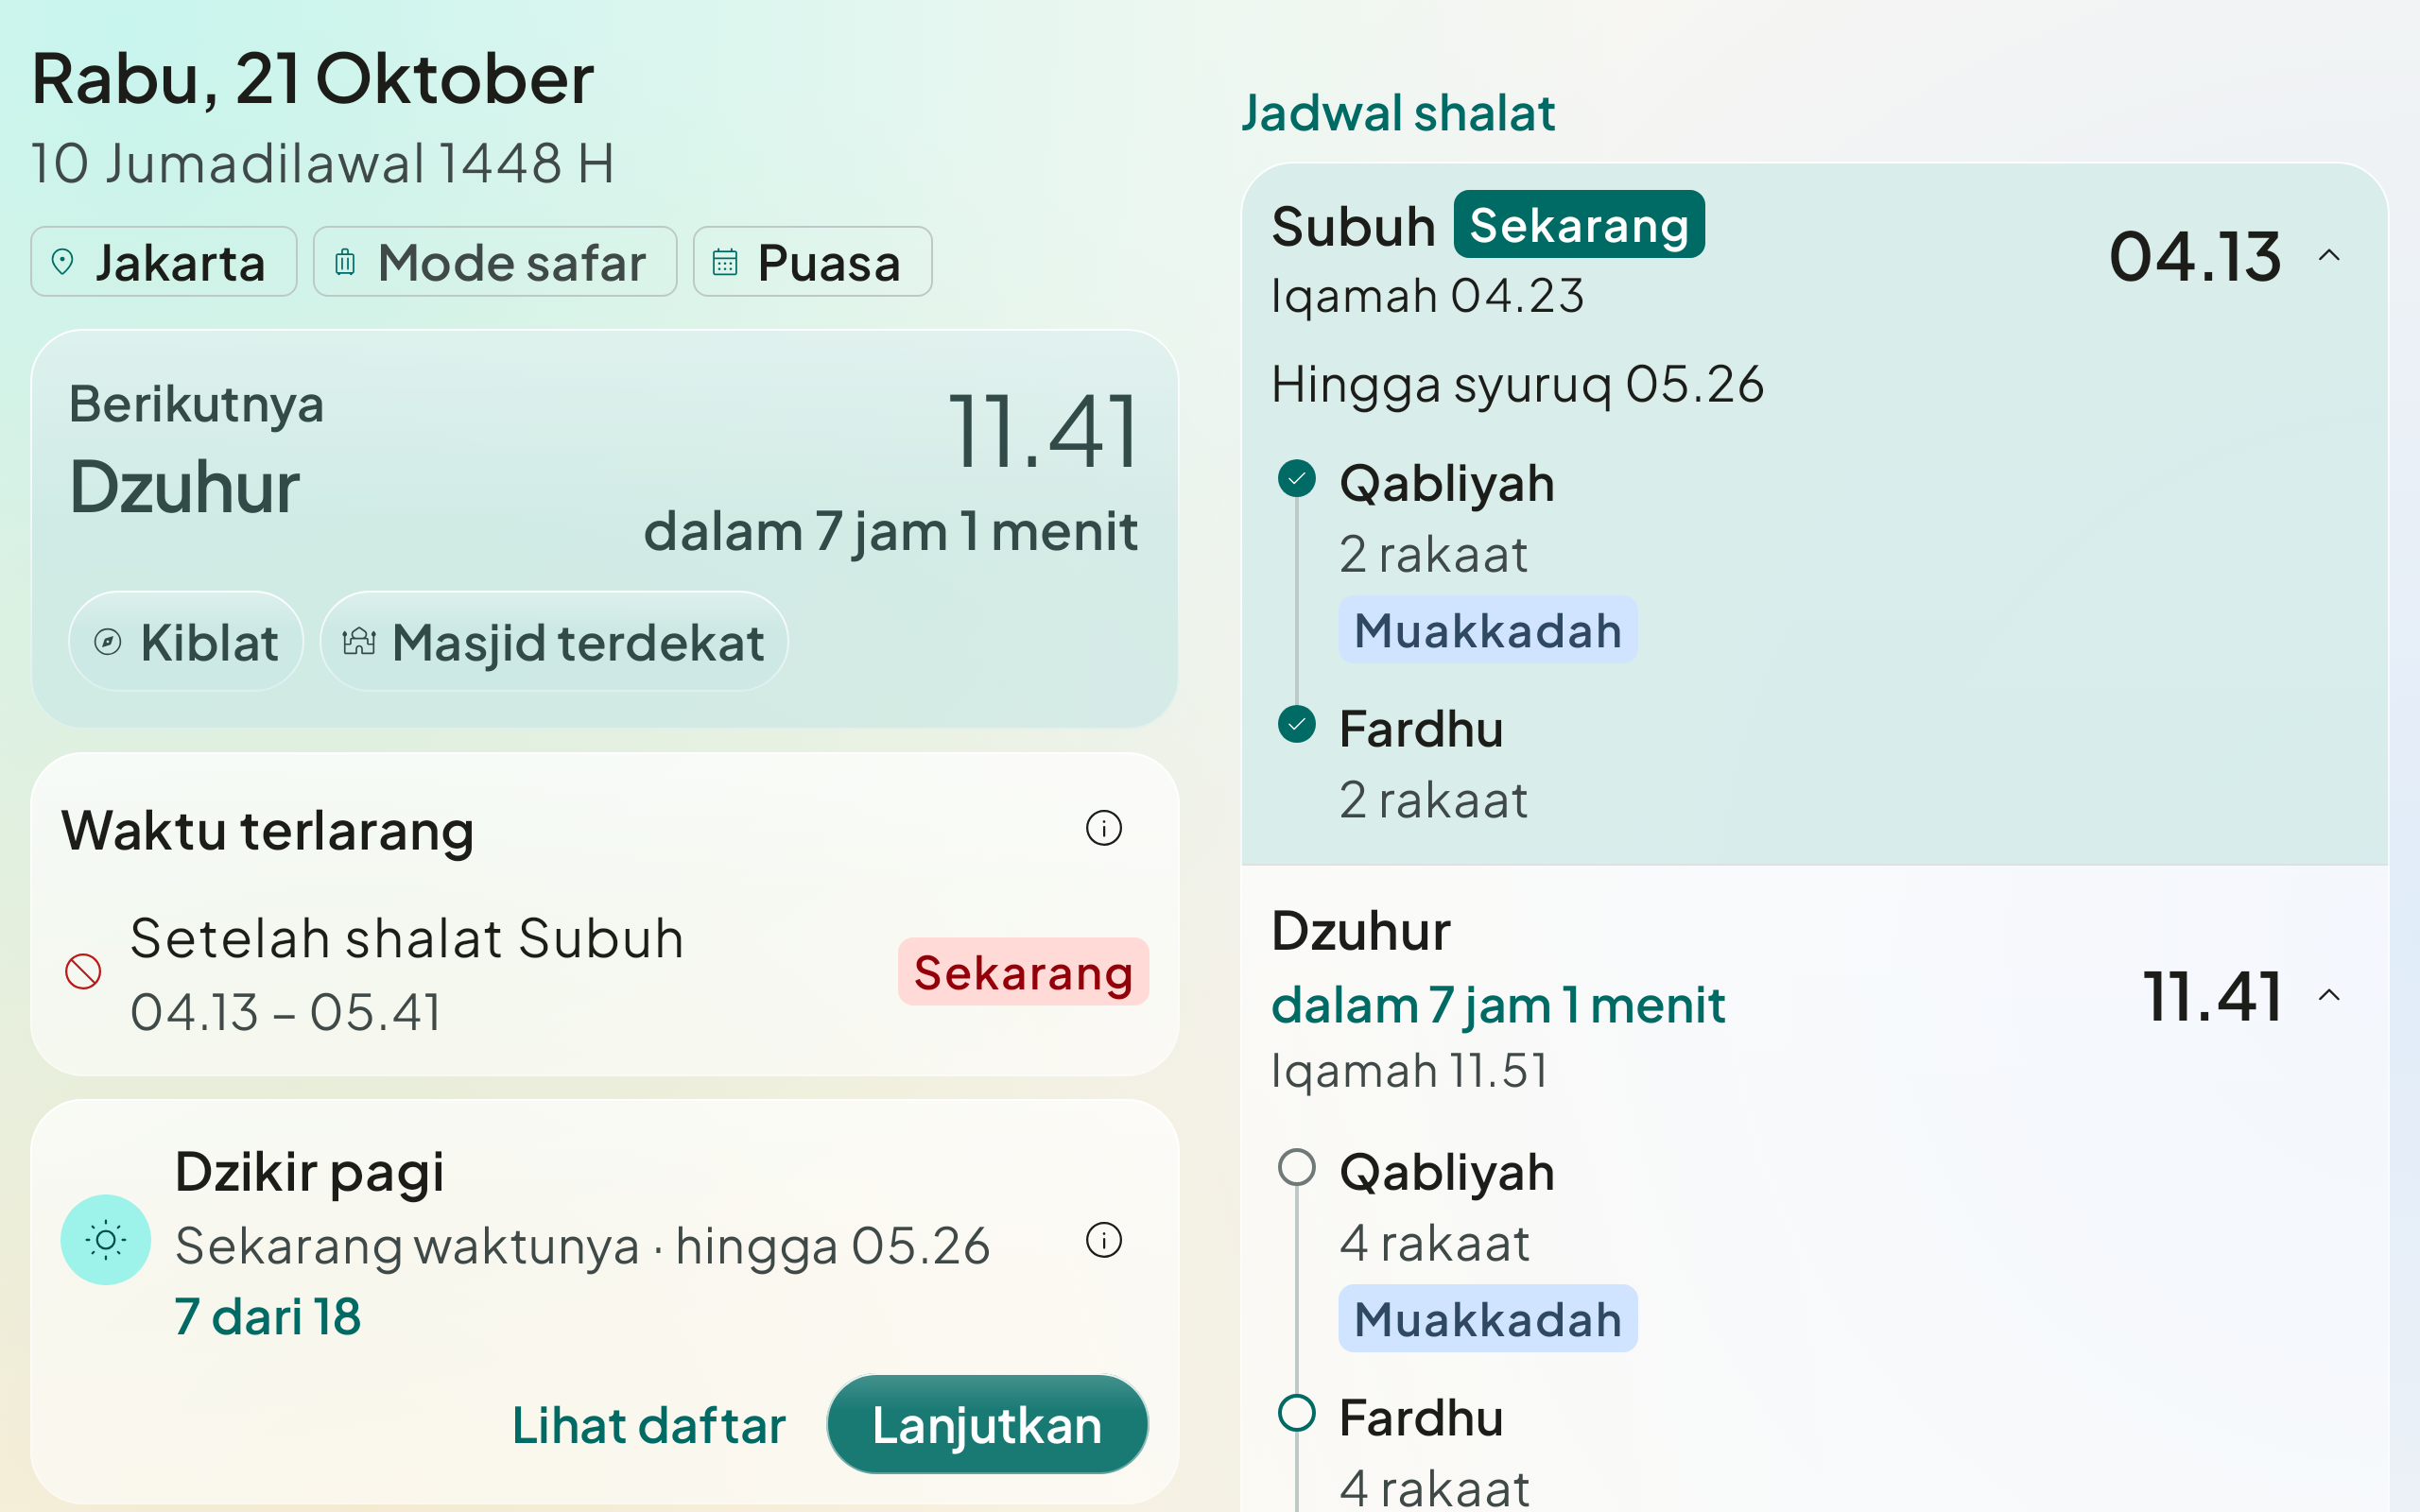 Rabu, 21 Oktober
10 Jumadilawal 1448 H
Jakarta
Mode safar
Puasa
Berikutnya
Dzuhur
11.41
dalam 7 jam 1 menit
Kiblat
Masjid terdekat
Waktu terlarang
Setelah shalat Subuh
04.13 – 05.41
Sekarang
Dzikir pagi
Sekarang waktunya · hingga 05.26
7 dari 18
Lihat daftar
Lanjutkan
Jadwal shalat
Subuh
Sekarang
Iqamah 04.23
04.13
Hingga syuruq 05.26
Qabliyah
2 rakaat
Muakkadah
Fardhu
2 rakaat
Dzuhur
dalam 7 jam 1 menit
Iqamah 11.51
11.41
Qabliyah
4 rakaat
Muakkadah
Fardhu
4 rakaat